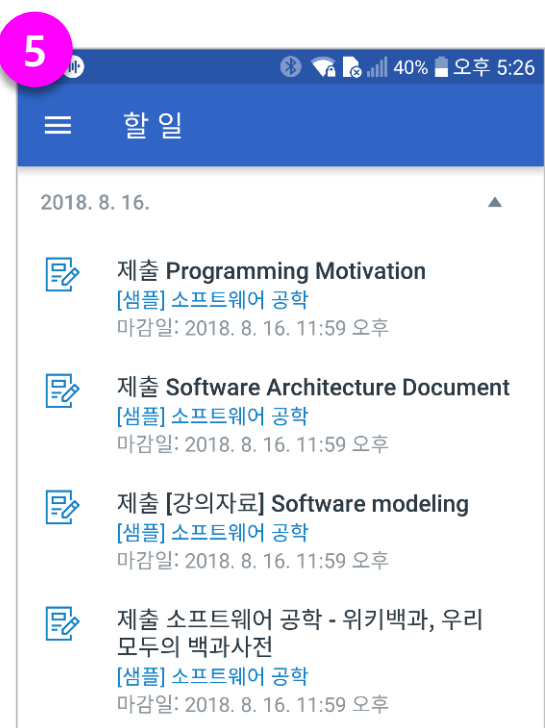 5
40% 오후 5:26
할 일
2018. 8. 16.
제출 Programming Motivation
[샘플] 소프트웨어 공학
마감일: 2018. 8. 16. 11:59 오후
제출 Software Architecture Document
[샘플] 소프트웨어 공학
마감일: 2018. 8. 16. 11:59 오후
제출 [강의자료] Software modeling
[샘플] 소프트웨어 공학
마감일: 2018. 8. 16. 11:59 오후
제출 소프트웨어 공학 - 위키백과, 우리
모두의 백과사전
[샘플] 소프트웨어 공학
마감일: 2018. 8. 16. 11:59 오후